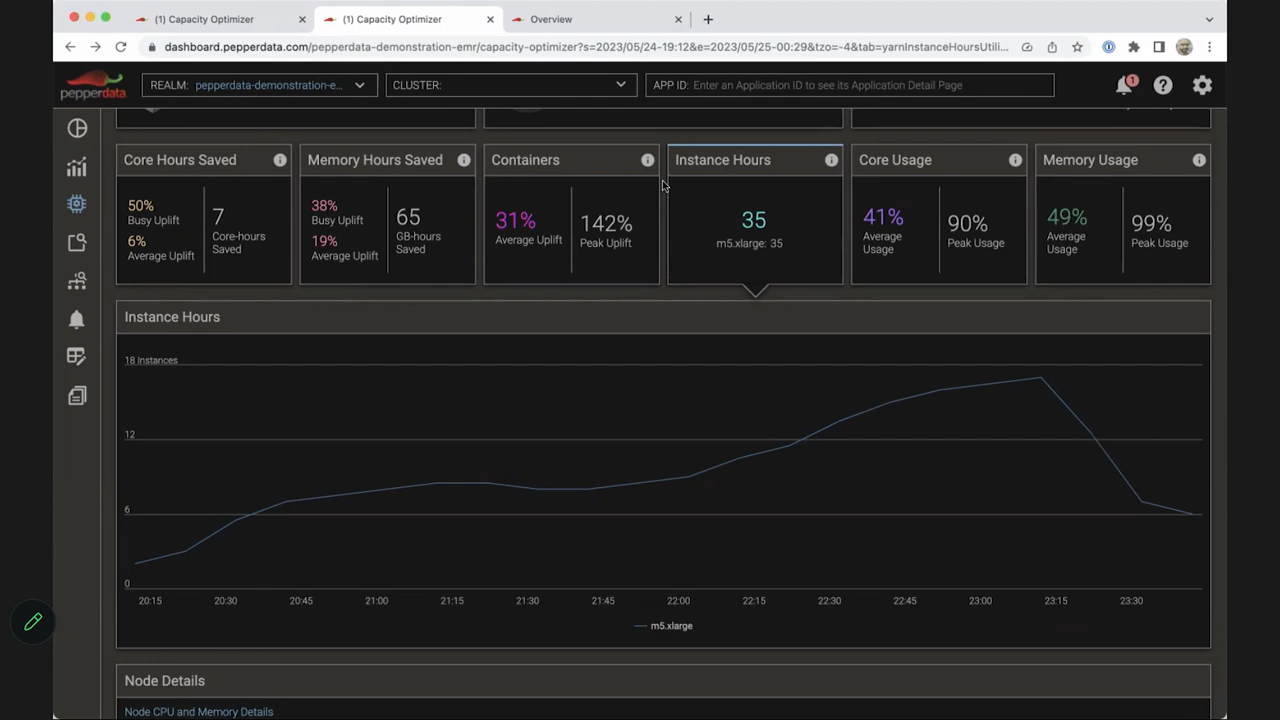 (1) Capacity Optimizer
(1) Capacity Optimizer
Overview
dashboard.pepperdata.com/pepperdata-demonstration-emr/capacity-optimizer?s=2023/05/24-19:12&e=2023/05/25-00:29&tzo=-4&tab=yarnInstanceHoursUtili...
pepperdata
REALM: pepperdata-demonstration-e...
CLUSTER:
APP ID: Enter an Application ID to see its Application Detail Page
1
Core Hours Saved
50%
Busy Uplift
6%
Average Uplift
7
Core-hours
Saved
Memory Hours Saved
38%
Busy Uplift
19%
Average Uplift
65
GB-hours
Saved
Containers
31%
Average Uplift
142%
Peak Uplift
Instance Hours
35
m5.xlarge: 35
Core Usage
41%
Average
Usage
90%
Peak Usage
Memory Usage
49%
Average
Usage
99%
Peak Usage
Instance Hours
18 Instances
12
6
0
20:15 20:30 20:45 21:00 21:15 21:30 21:45 22:00 22:15 22:30 22:45 23:00 23:15 23:30
m5.xlarge
Node Details
Node CPU and Memory Details